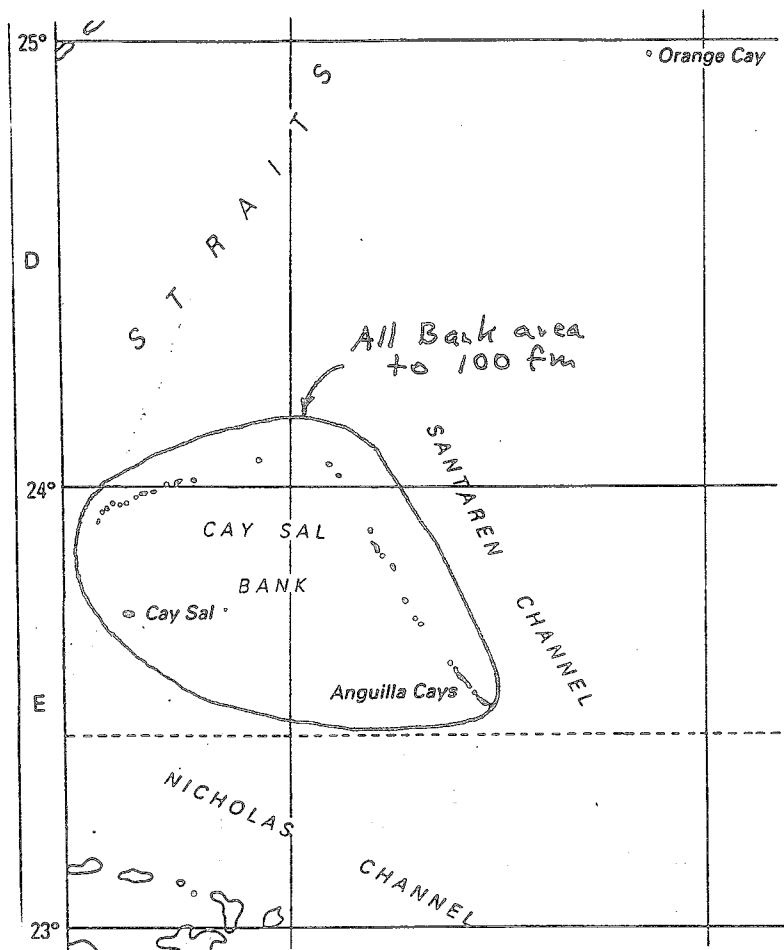 25°
Orange Cay
STRAITS
D
All Bank area
to 100 fm
SANTAREN CHANNEL
24°
CAY SAL
BANK
Cay Sal
E
Anguilla Cays
NICHOLAS CHANNEL
23°